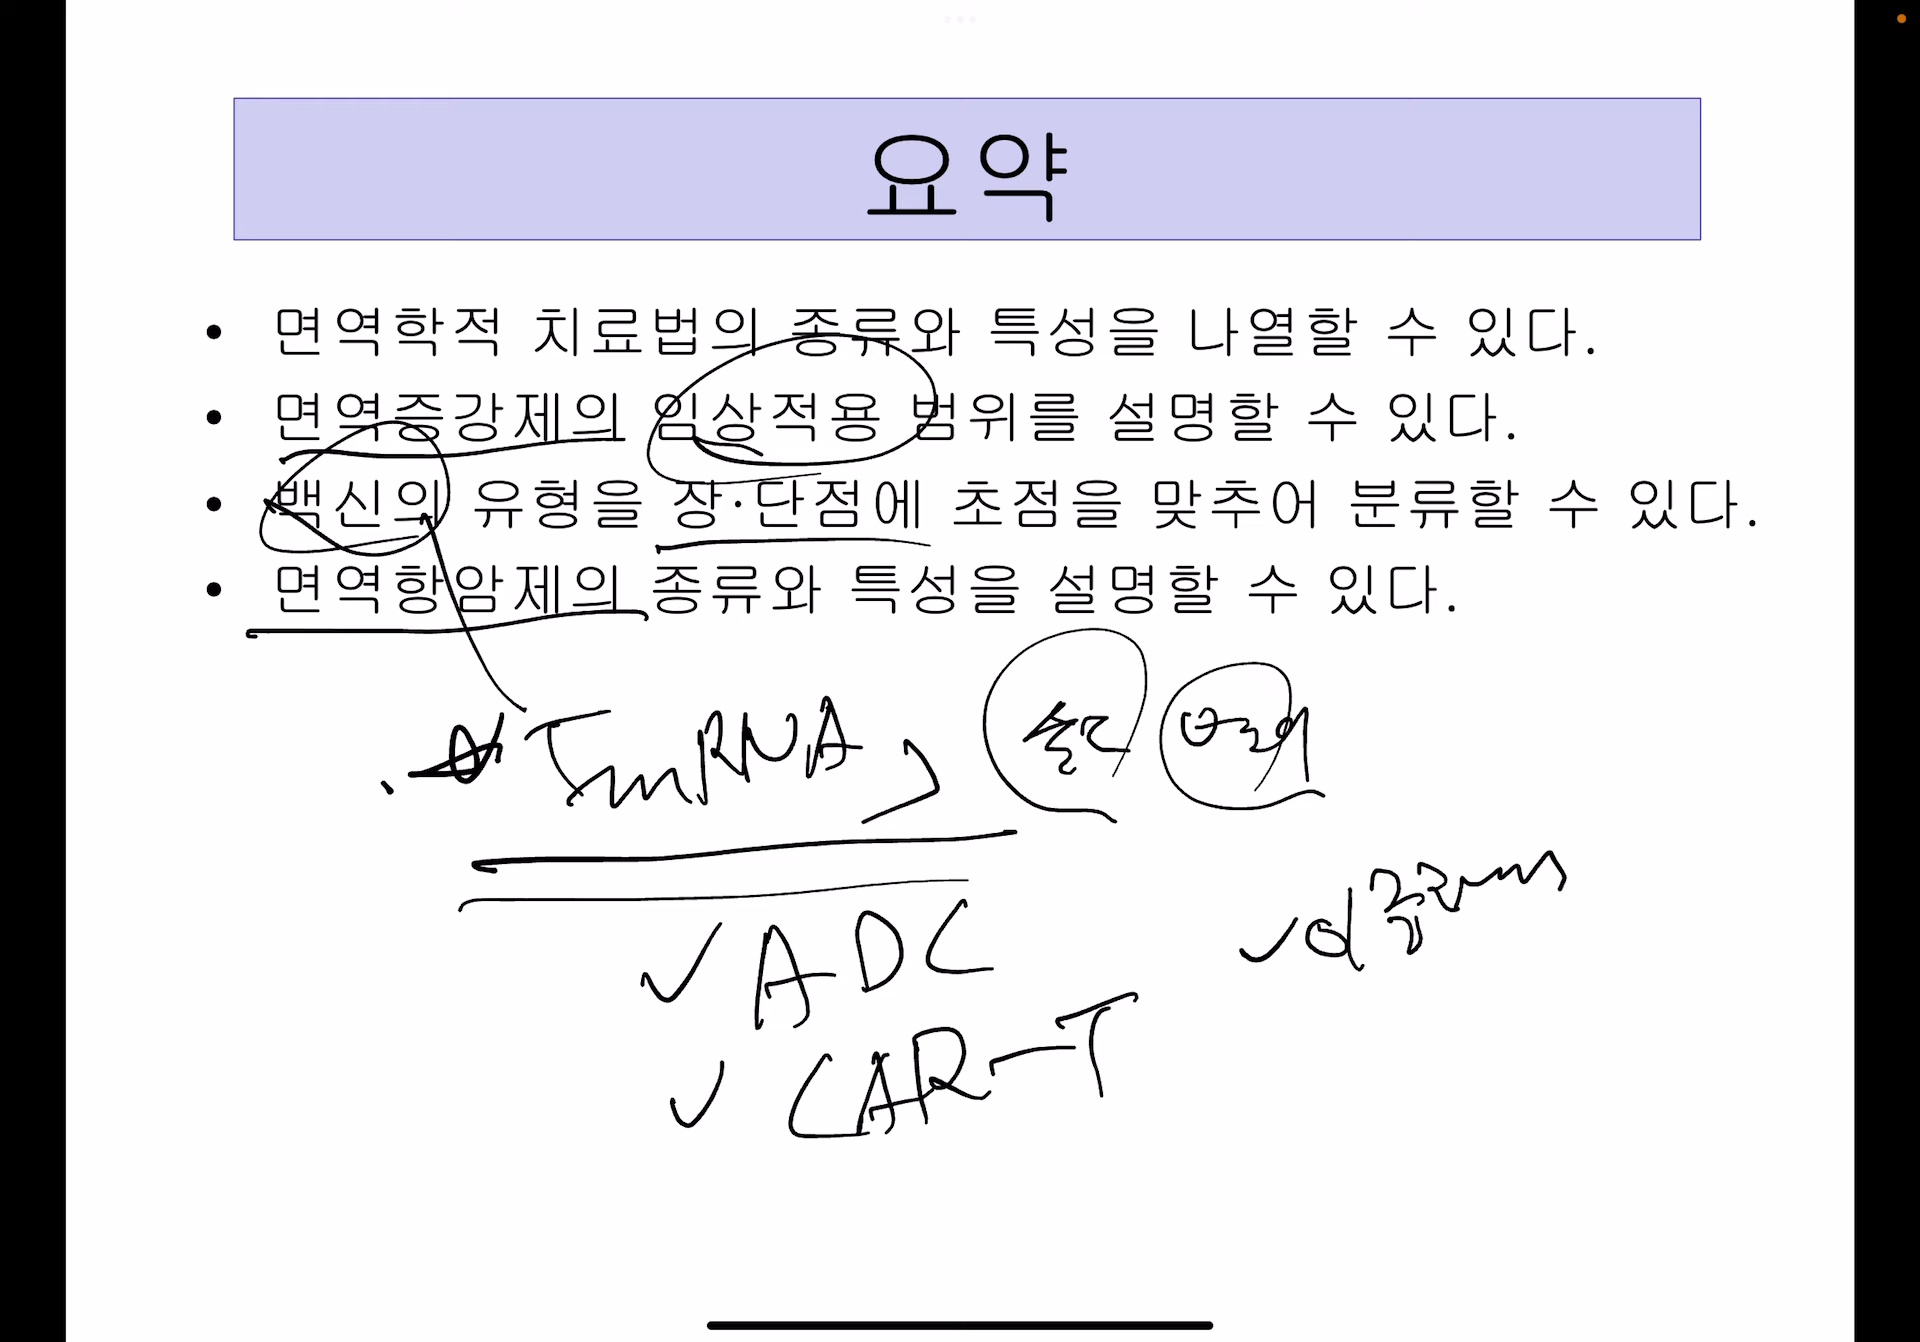 요약
• 면역학적 치료법의 종류와 특성을 나열할 수 있다.
• 면역증강제의 임상적용 범위를 설명할 수 있다.
• 백신의 유형을 장·단점에 초점을 맞추어 분류할 수 있다.
• 면역항암제의 종류와 특성을 설명할 수 있다.
mRNA
✓ ADC
✓ CAR-T